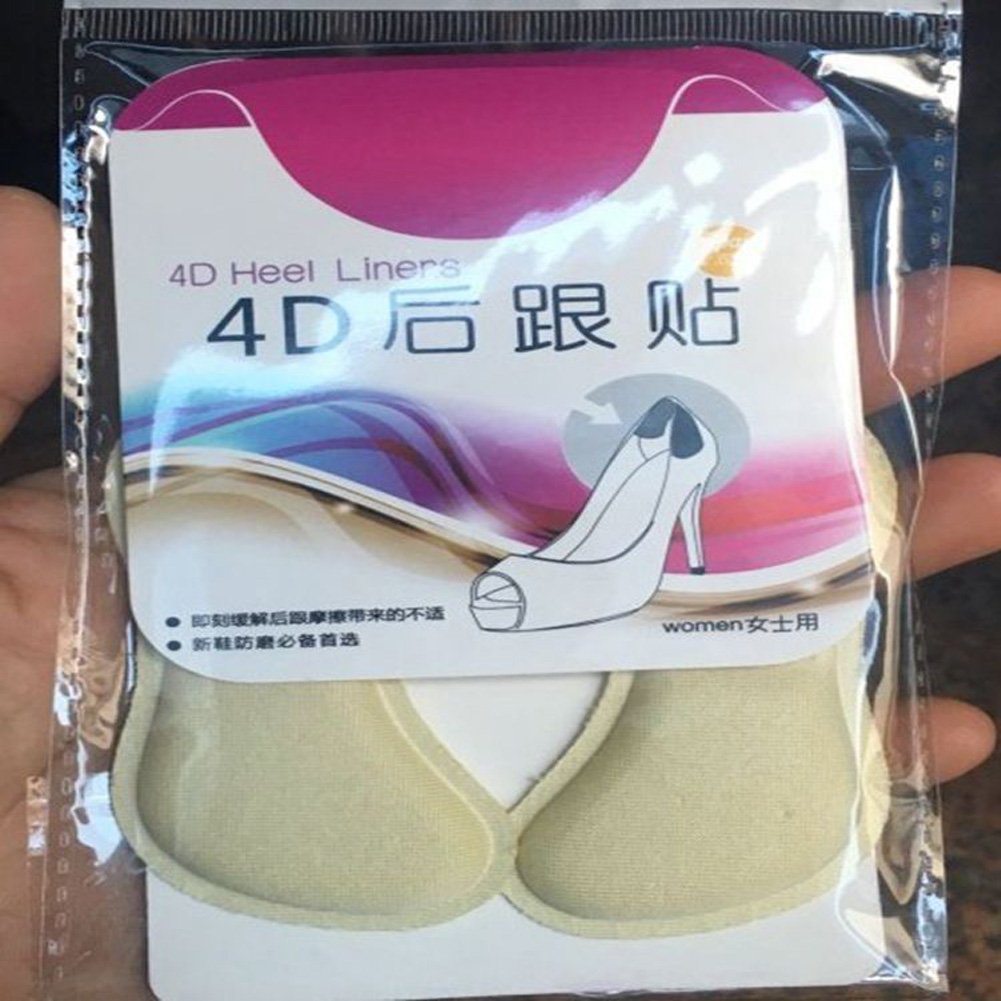 4D Heel Liners
4D后跟贴
● 即刻缓解后跟摩擦带来的不适
● 新鞋防磨必备首选
women女士用